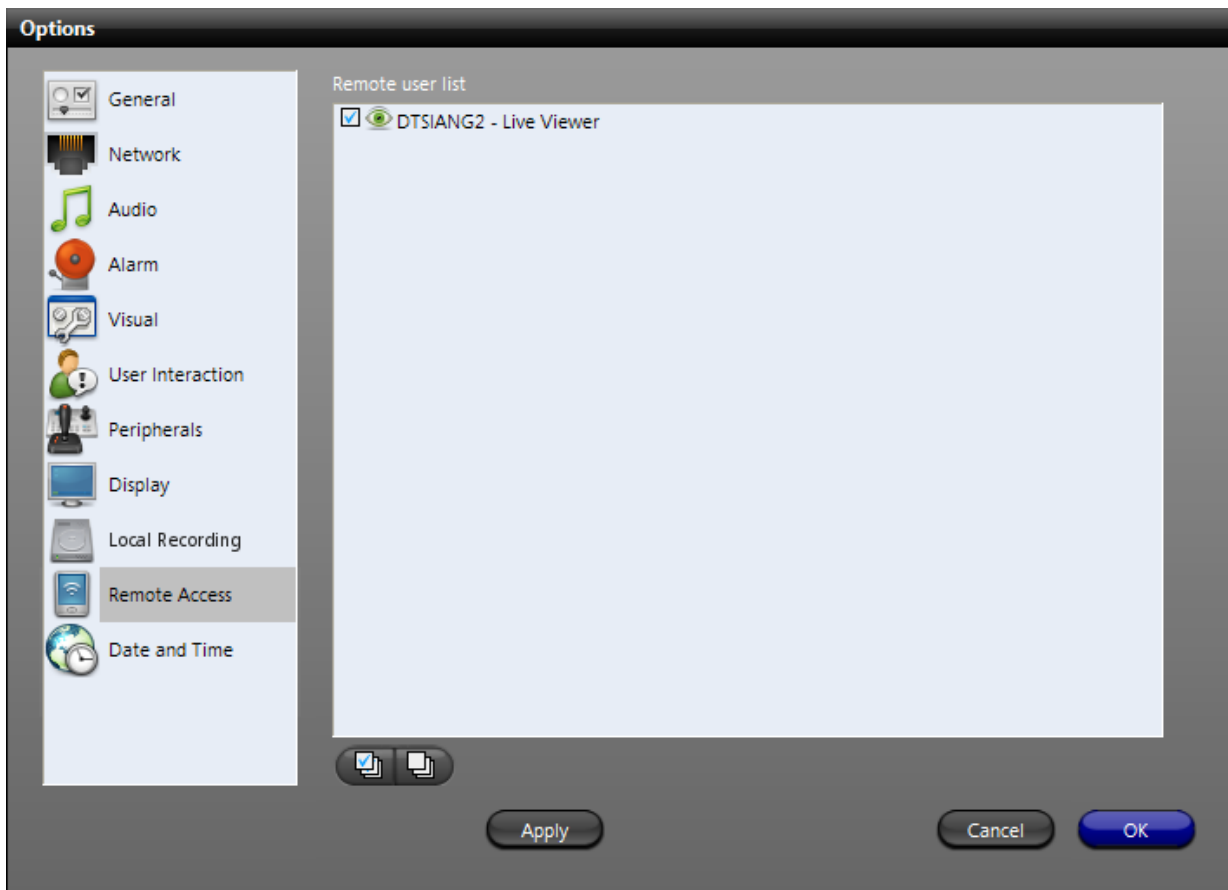 Options
General
Network
Audio
Alarm
Visual
User Interaction
Peripherals
Display
Local Recording
Remote Access
Date and Time
Remote user list
DTSIANG2 - Live Viewer
Apply
Cancel
OK